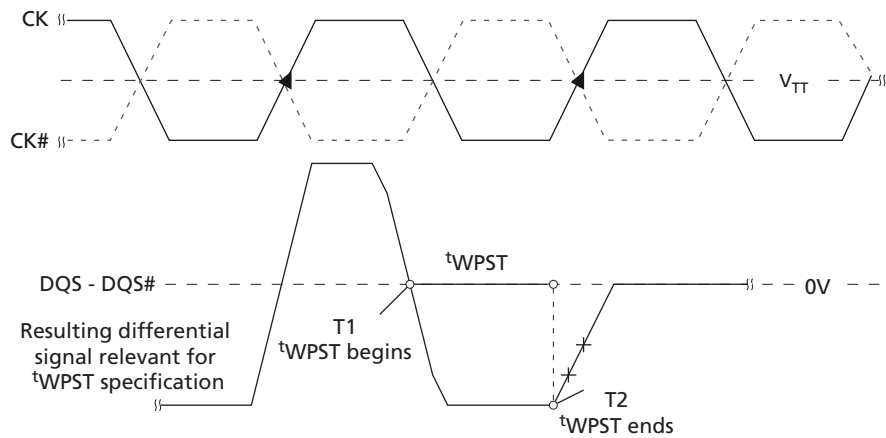 CK
V_TT
CK#
tWPST
DQS - DQS#
0V
Resulting differential
signal relevant for
tWPST specification
T1
tWPST begins
T2
tWPST ends